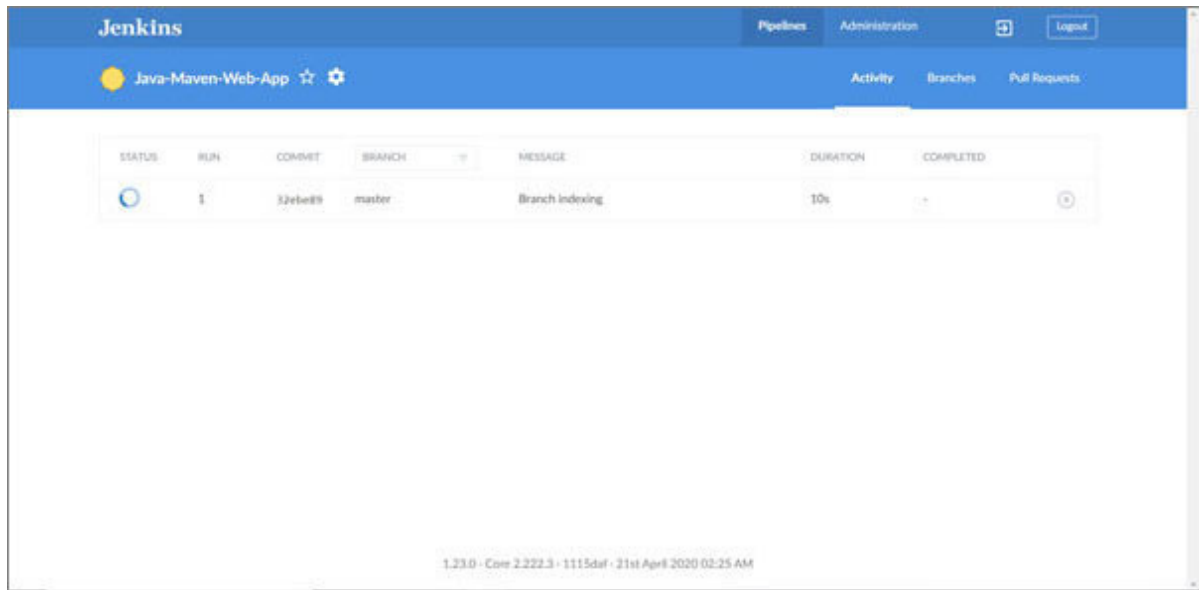 Jenkins Pipelines Administration Logout
Java-Maven-Web-App Activity Branches Pull Requests
STATUS RUN COMMIT BRANCH MESSAGE DURATION COMPLETED
1 32ebe89 master Branch indexing 10s -
1.23.0 · Core 2.222.3 · 1115daf · 21st April 2020 02:25 AM